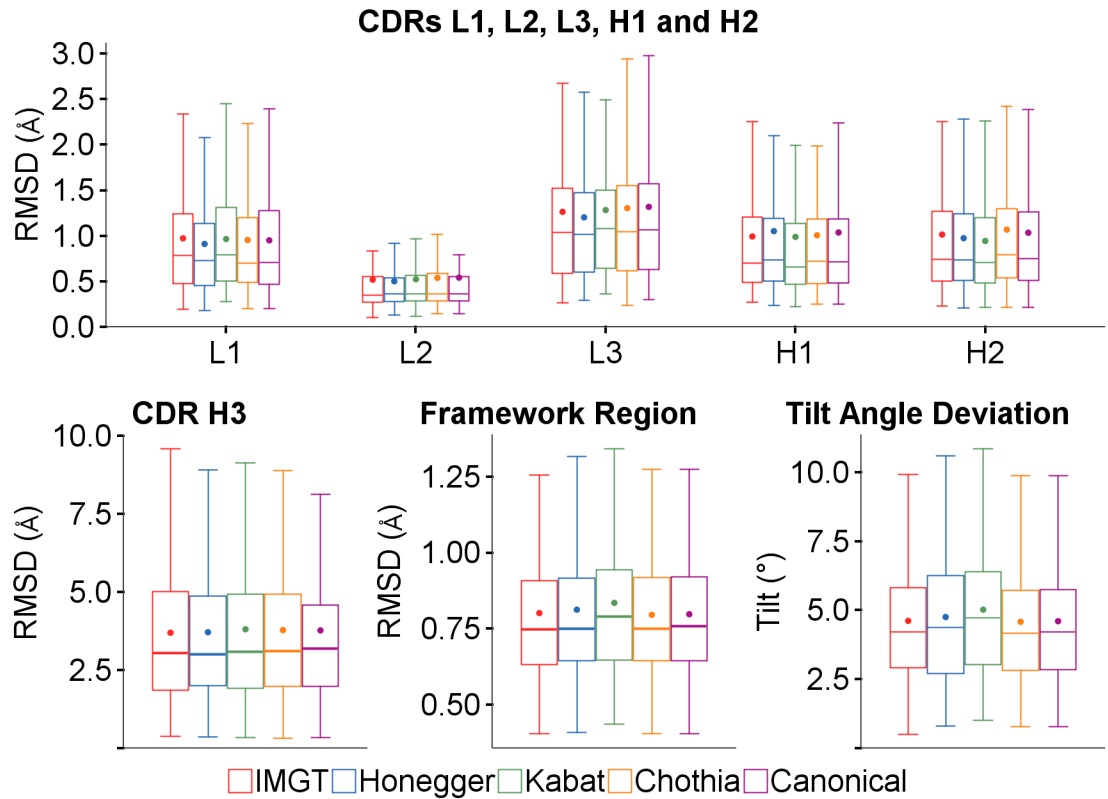 CDRs L1, L2, L3, H1 and H2
RMSD (Å)
3.0
2.5
2.0
1.5
1.0
0.5
0.0
L1 L2 L3 H1 H2
CDR H3
RMSD (Å)
10.0
7.5
5.0
2.5
Framework Region
RMSD (Å)
1.25
1.00
0.75
0.50
Tilt Angle Deviation
Tilt (°)
10.0
7.5
5.0
2.5
IMGT Honegger Kabat Chothia Canonical